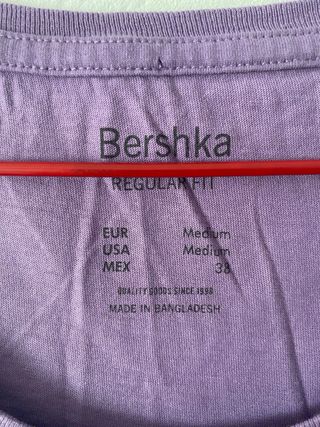 Bershka
REGULAR FIT
EUR Medium
USA Medium
MEX 38
QUALITY GOODS SINCE 1998
MADE IN BANGLADESH